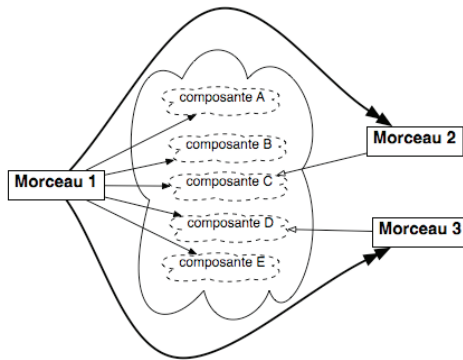 composante A
composante B
Morceau 2
Morceau 1
composante C
composante D
Morceau 3
composante E